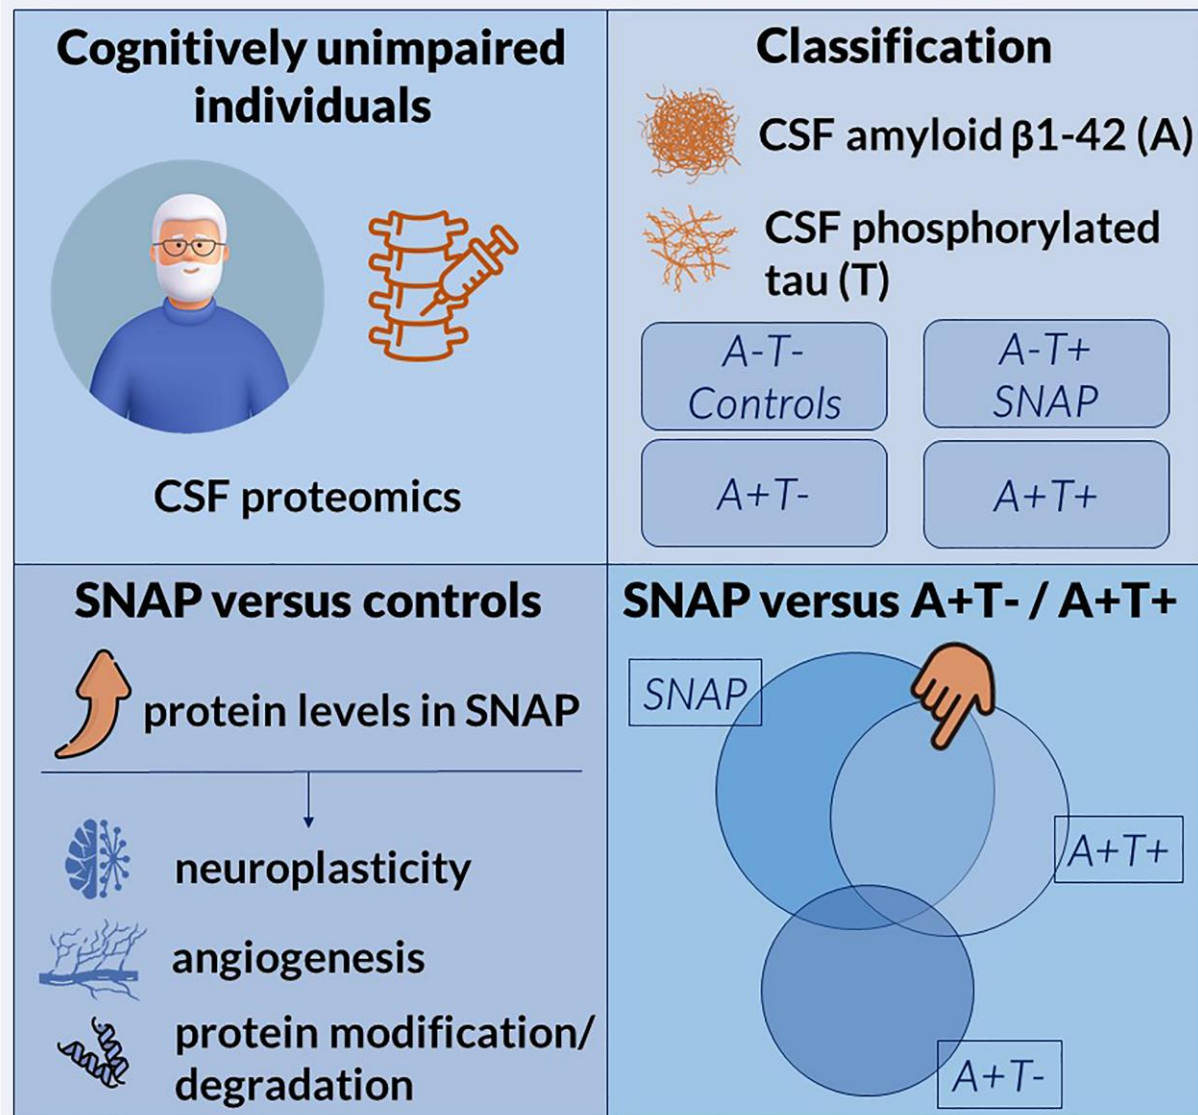 Cognitively unimpaired
individuals
CSF proteomics
Classification
CSF amyloid β1-42 (A)
CSF phosphorylated
tau (T)
A-T-
Controls
A-T+
SNAP
A+T-
A+T+
SNAP versus controls
protein levels in SNAP
neuroplasticity
angiogenesis
protein modification/
degradation
SNAP versus A+T- / A+T+
SNAP
A+T+
A+T-